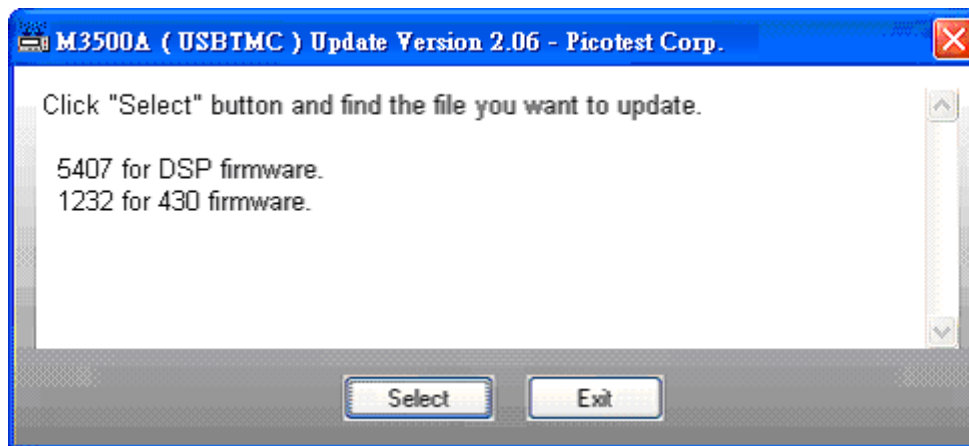 M3500A ( USBTMC ) Update Version 2.06 - Picotest Corp.
Click "Select" button and find the file you want to update.
5407 for DSP firmware.
1232 for 430 firmware.
Select
Exit